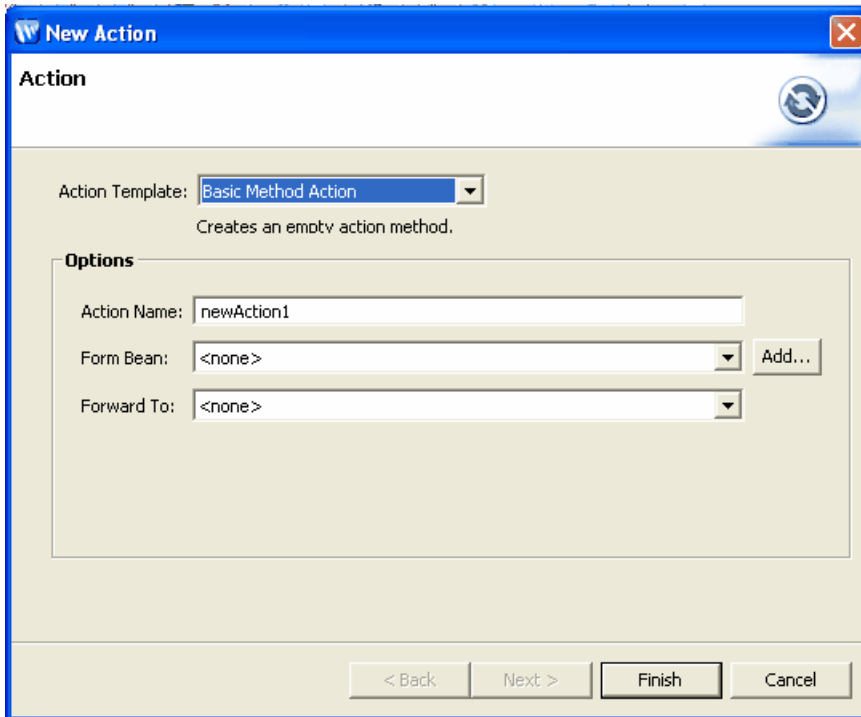 New Action
Action
Action Template: Basic Method Action
Creates an empty action method.
Options
Action Name: newAction1
Form Bean: <none> Add...
Forward To: <none>
< Back Next > Finish Cancel